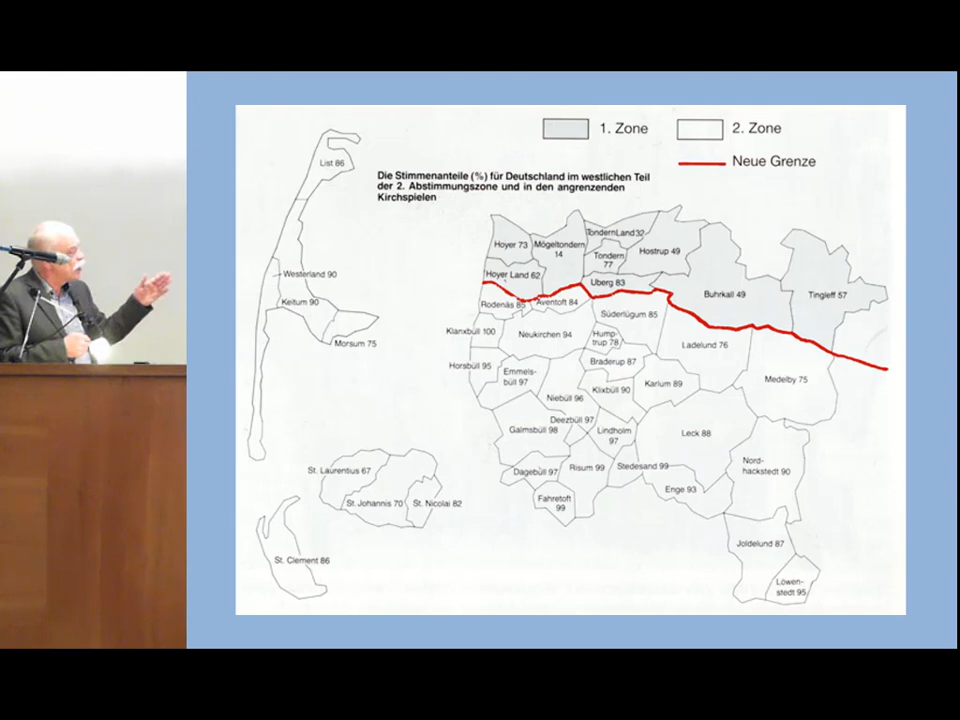 1. Zone
2. Zone
Neue Grenze
Die Stimmenanteile (%) für Deutschland im westlichen Teil
der 2. Abstimmungszone und in den angrenzenden
Kirchspielen
List 86
Westerland 90
Keitum 90
Morsum 75
Hoyer 73
Mögeltondern
14
TondernLand32
Tondern
77
Hostrup 49
Hoyer Land 62
Uberg 83
Buhrkall 49
Tingleff 57
Rodenäs 85
Aventoft 84
Süderlügum 85
Klanxbüll 100
Neukirchen 94
Hump-
trup 78
Ladelund 76
Horsbüll 95
Emmels-
büll 97
Braderup 87
Klixbüll 90
Karlum 89
Medelby 75
Niebüll 96
Deezbüll 97
Galmsbüll 98
Lindholm
97
Leck 88
Dagebüll 97
Risum 99
Stedesand 99
Nord-
hackstedt 90
Enge 93
Fahretoft
99
St. Laurentius 67
St. Johannis 70
St. Nicolai 82
St. Clement 86
Joldelund 87
Löwen-
stedt 95